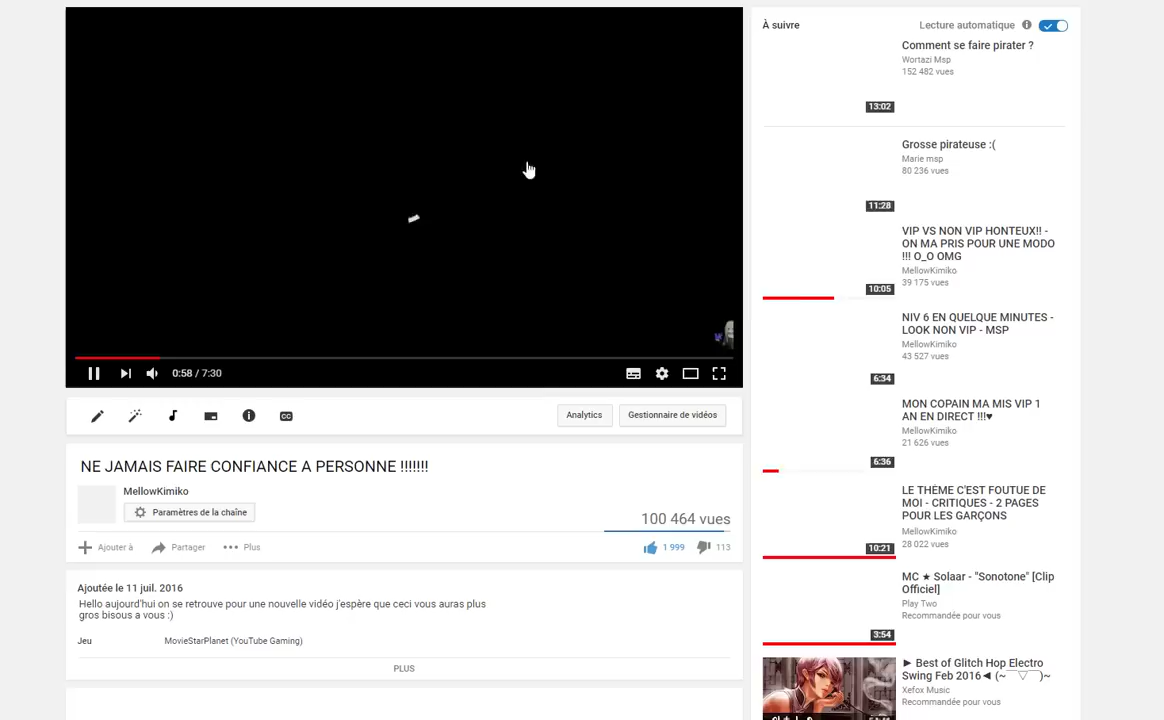 À suivre
Lecture automatique
Comment se faire pirater ?
Wortazi Msp
152 482 vues
13:02
Grosse pirateuse :(
Marie msp
80 236 vues
11:28
VIP VS NON VIP HONTEUX!! -
ON MA PRIS POUR UNE MODO
!!! O_O OMG
MellowKimiko
39 175 vues
10:05
NIV 6 EN QUELQUE MINUTES -
LOOK NON VIP - MSP
MellowKimiko
43 527 vues
6:34
MON COPAIN MA MIS VIP 1
AN EN DIRECT !!!♥
MellowKimiko
21 626 vues
6:36
LE THÈME C'EST FOUTUE DE
MOI - CRITIQUES - 2 PAGES
POUR LES GARÇONS
MellowKimiko
28 022 vues
10:21
MC ★ Solaar - "Sonotone" [Clip
Officiel]
Play Two
Recommandée pour vous
3:54
► Best of Glitch Hop Electro
Swing Feb 2016◄ (~￣▽￣)~
Xefox Music
Recommandée pour vous
0:58 / 7:30
CC
Analytics
Gestionnaire de vidéos
NE JAMAIS FAIRE CONFIANCE A PERSONNE !!!!!!!
MellowKimiko
Paramètres de la chaîne
100 464 vues
Ajouter à
Partager
Plus
1 999
113
Ajoutée le 11 juil. 2016
Hello aujourd'hui on se retrouve pour une nouvelle vidéo j'espère que ceci vous auras plus
gros bisous a vous :)
Jeu
MovieStarPlanet (YouTube Gaming)
PLUS